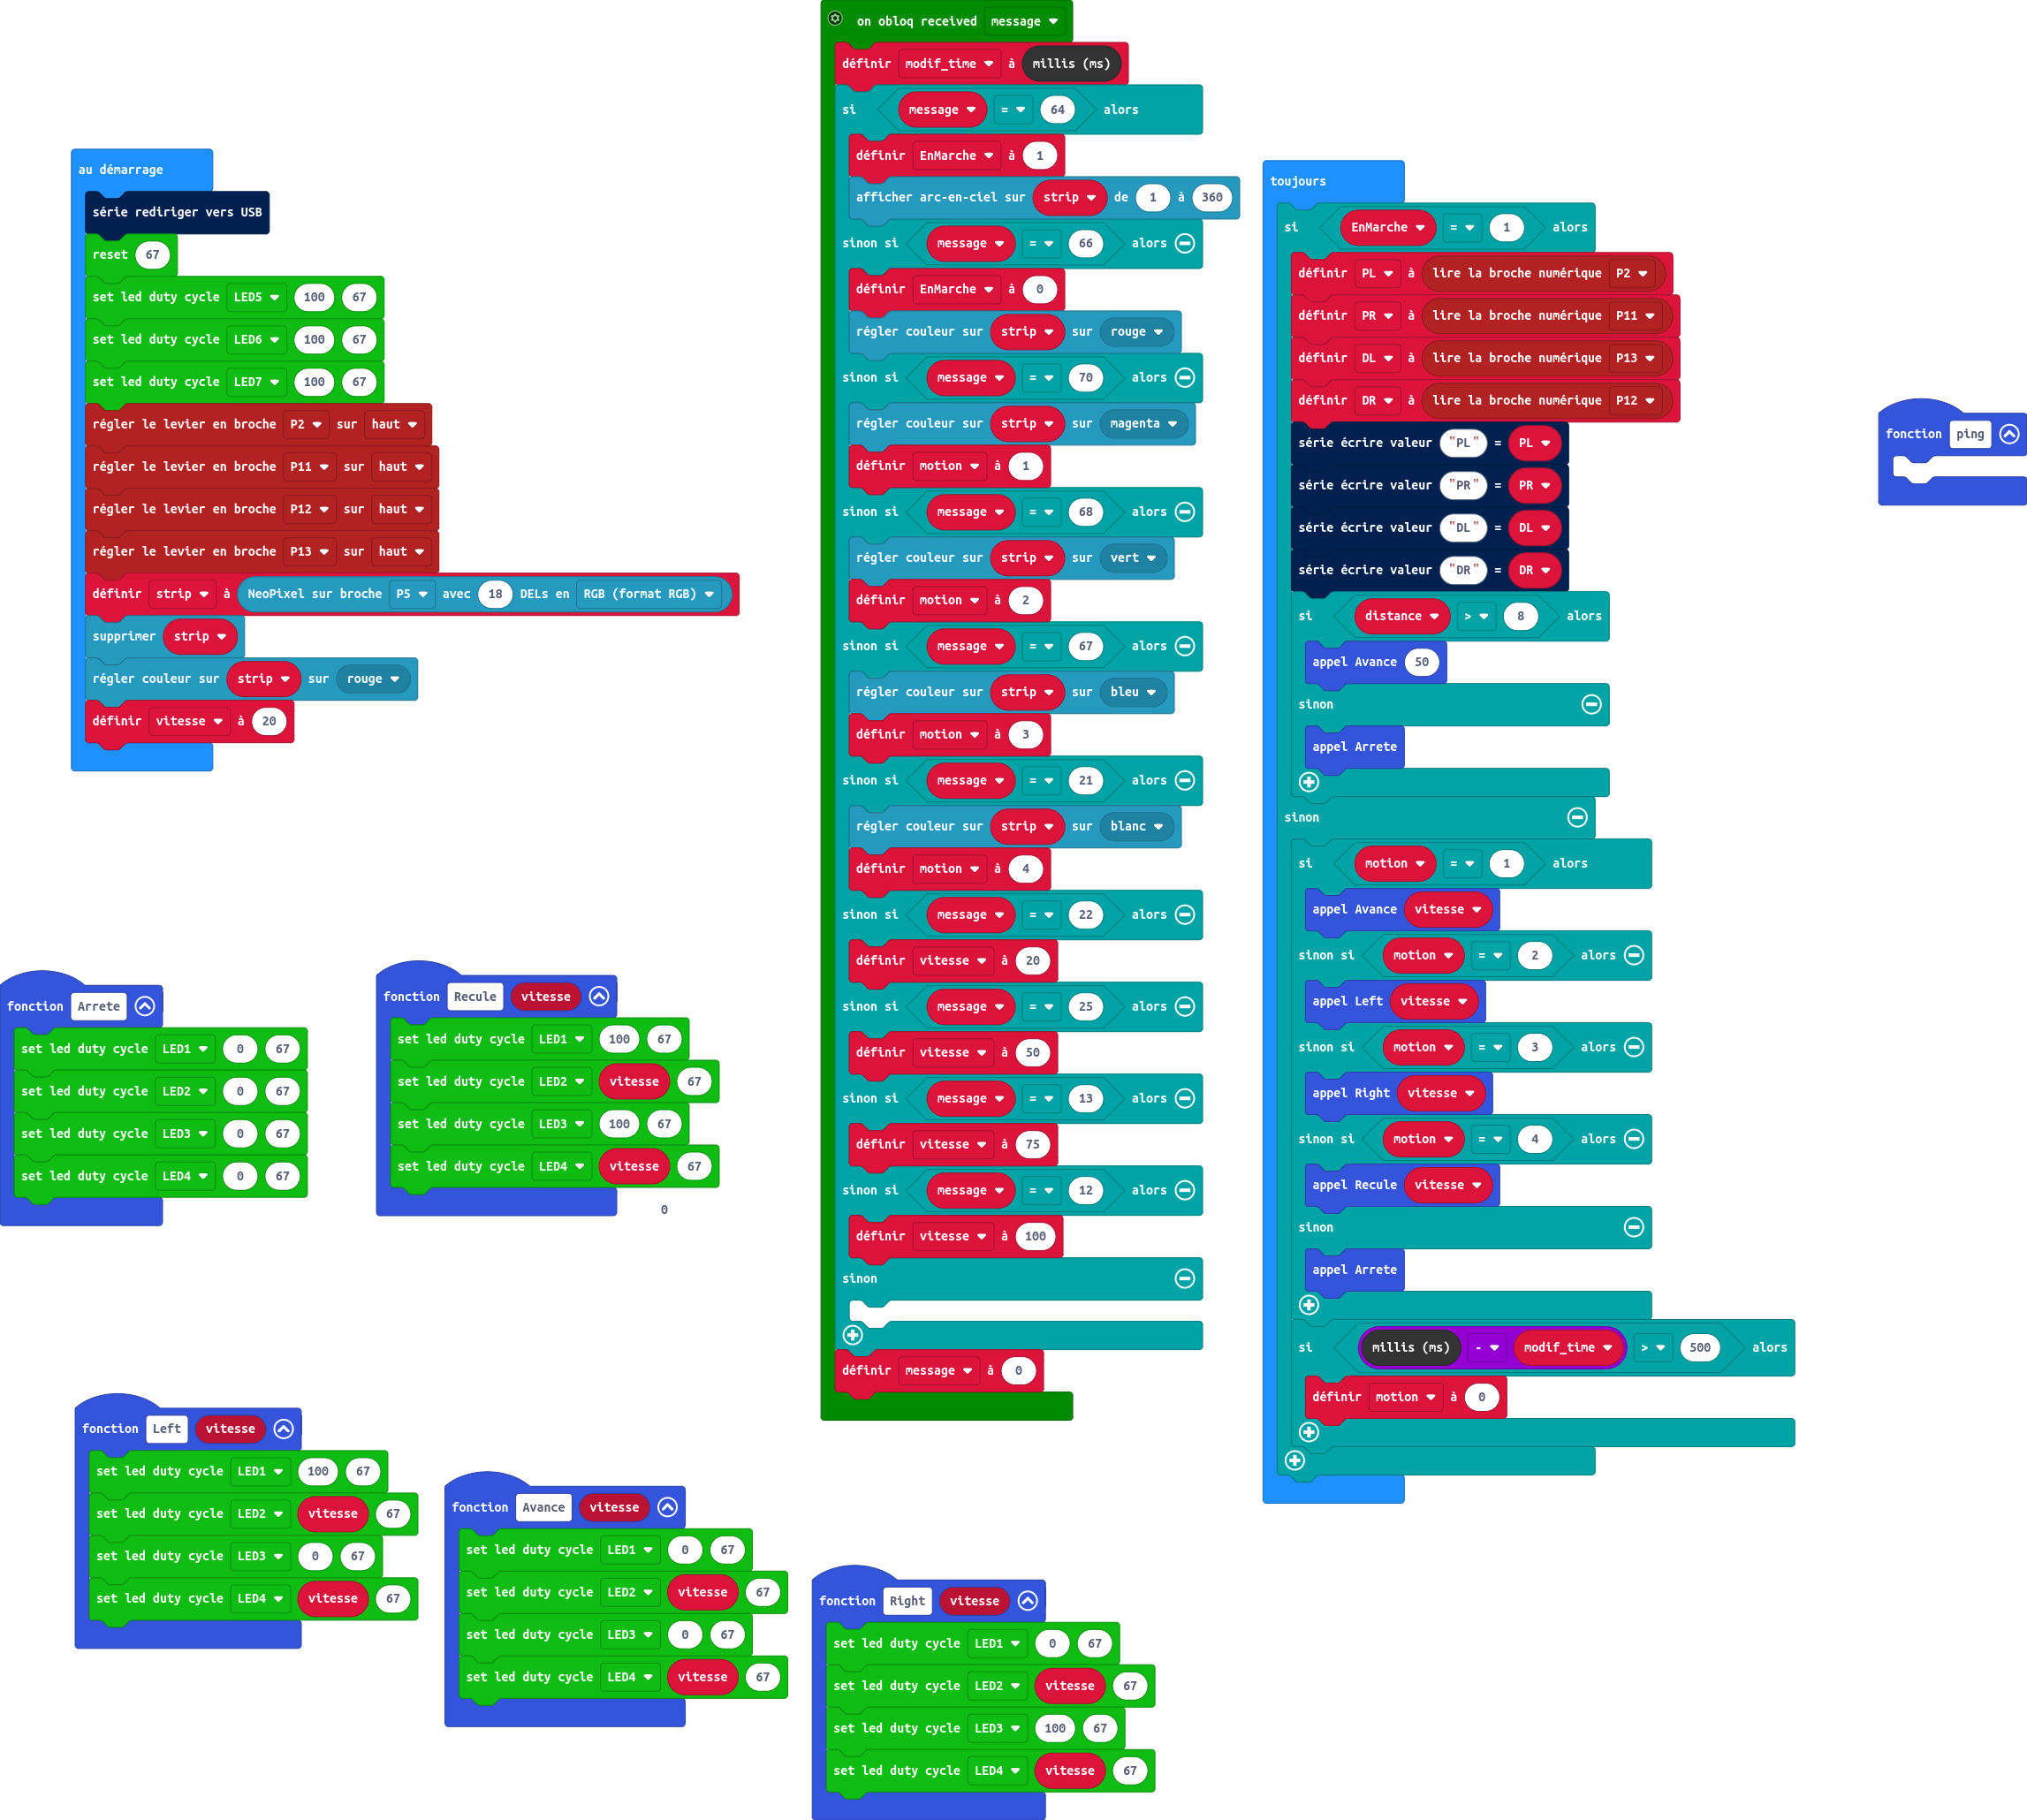 au démarrage
série rediriger vers USB
reset 67
set led duty cycle LED5 100 67
set led duty cycle LED6 100 67
set led duty cycle LED7 100 67
régler le levier en broche P2 sur haut
régler le levier en broche P11 sur haut
régler le levier en broche P12 sur haut
régler le levier en broche P13 sur haut
définir strip à NeoPixel sur broche P5 avec 18 DELs en RGB (format RGB)
supprimer strip
régler couleur sur strip sur rouge
définir vitesse à 20
fonction Arrete
set led duty cycle LED1 0 67
set led duty cycle LED2 0 67
set led duty cycle LED3 0 67
set led duty cycle LED4 0 67
fonction Recule vitesse
set led duty cycle LED1 100 67
set led duty cycle LED2 vitesse 67
set led duty cycle LED3 100 67
set led duty cycle LED4 vitesse 67
0
fonction Left vitesse
set led duty cycle LED1 100 67
set led duty cycle LED2 vitesse 67
set led duty cycle LED3 0 67
set led duty cycle LED4 vitesse 67
fonction Avance vitesse
set led duty cycle LED1 0 67
set led duty cycle LED2 vitesse 67
set led duty cycle LED3 0 67
set led duty cycle LED4 vitesse 67
fonction Right vitesse
set led duty cycle LED1 0 67
set led duty cycle LED2 vitesse 67
set led duty cycle LED3 100 67
set led duty cycle LED4 vitesse 67
on obloq received message
définir modif_time à millis (ms)
si message = 64 alors
définir EnMarche à 1
afficher arc-en-ciel sur strip de 1 à 360
sinon si message = 66 alors
définir EnMarche à 0
régler couleur sur strip sur rouge
sinon si message = 70 alors
régler couleur sur strip sur magenta
définir motion à 1
sinon si message = 68 alors
régler couleur sur strip sur vert
définir motion à 2
sinon si message = 67 alors
régler couleur sur strip sur bleu
définir motion à 3
sinon si message = 21 alors
régler couleur sur strip sur blanc
définir motion à 4
sinon si message = 22 alors
définir vitesse à 20
sinon si message = 25 alors
définir vitesse à 50
sinon si message = 13 alors
définir vitesse à 75
sinon si message = 12 alors
définir vitesse à 100
sinon
définir message à 0
toujours
si EnMarche = 1 alors
définir PL à lire la broche numérique P2
définir PR à lire la broche numérique P11
définir DL à lire la broche numérique P13
définir DR à lire la broche numérique P12
série écrire valeur "PL" = PL
série écrire valeur "PR" = PR
série écrire valeur "DL" = DL
série écrire valeur "DR" = DR
si distance > 8 alors
appel Avance 50
sinon
appel Arrete
sinon
si motion = 1 alors
appel Avance vitesse
sinon si motion = 2 alors
appel Left vitesse
sinon si motion = 3 alors
appel Right vitesse
sinon si motion = 4 alors
appel Recule vitesse
sinon
appel Arrete
si millis (ms) - modif_time > 500 alors
définir motion à 0
fonction ping